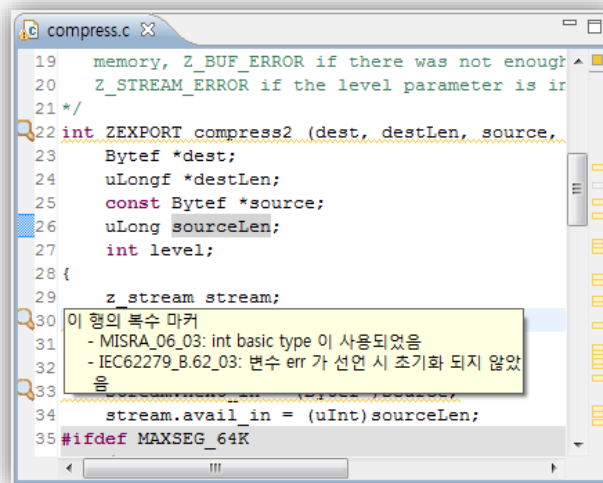 compress.c
19 memory, Z_BUF_ERROR if there was not enough
20 Z_STREAM_ERROR if the level parameter is in
21 */
22 int ZEXPORT compress2 (dest, destLen, source,
23 Bytef *dest;
24 uLongf *destLen;
25 const Bytef *source;
26 uLong sourceLen;
27 int level;
28 {
29 z_stream stream;
30
이 행의 복수 마커
31
- MISRA_06_03: int basic type 이 사용되었음
32
- IEC62279_B.62_03: 변수 err 가 선언 시 초기화 되지 않았
음
33
34 stream.avail_in = (uInt)sourceLen;
35 #ifdef MAXSEG_64K